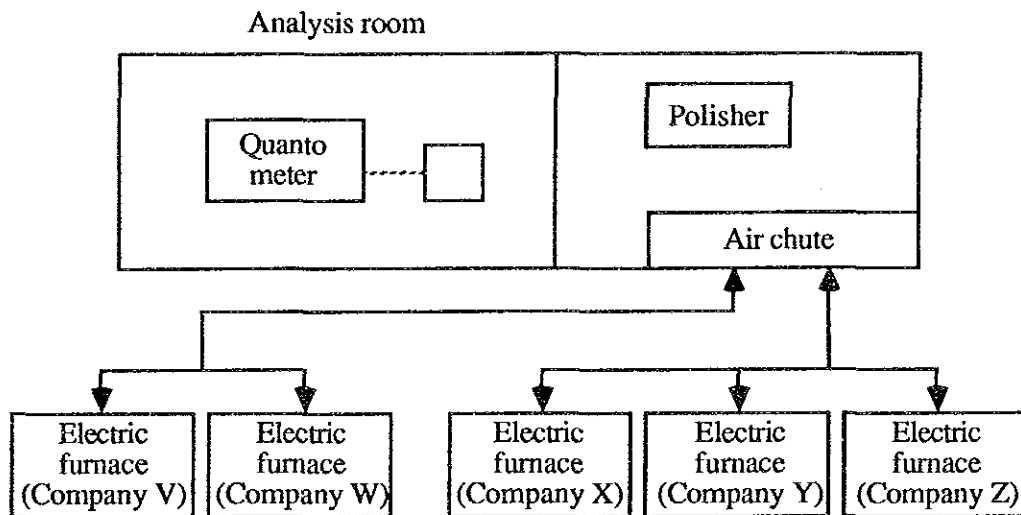 Analysis room
Quanto
meter
Polisher
Air chute
Electric
furnace
(Company V)
Electric
furnace
(Company W)
Electric
furnace
(Company X)
Electric
furnace
(Company Y)
Electric
furnace
(Company Z)